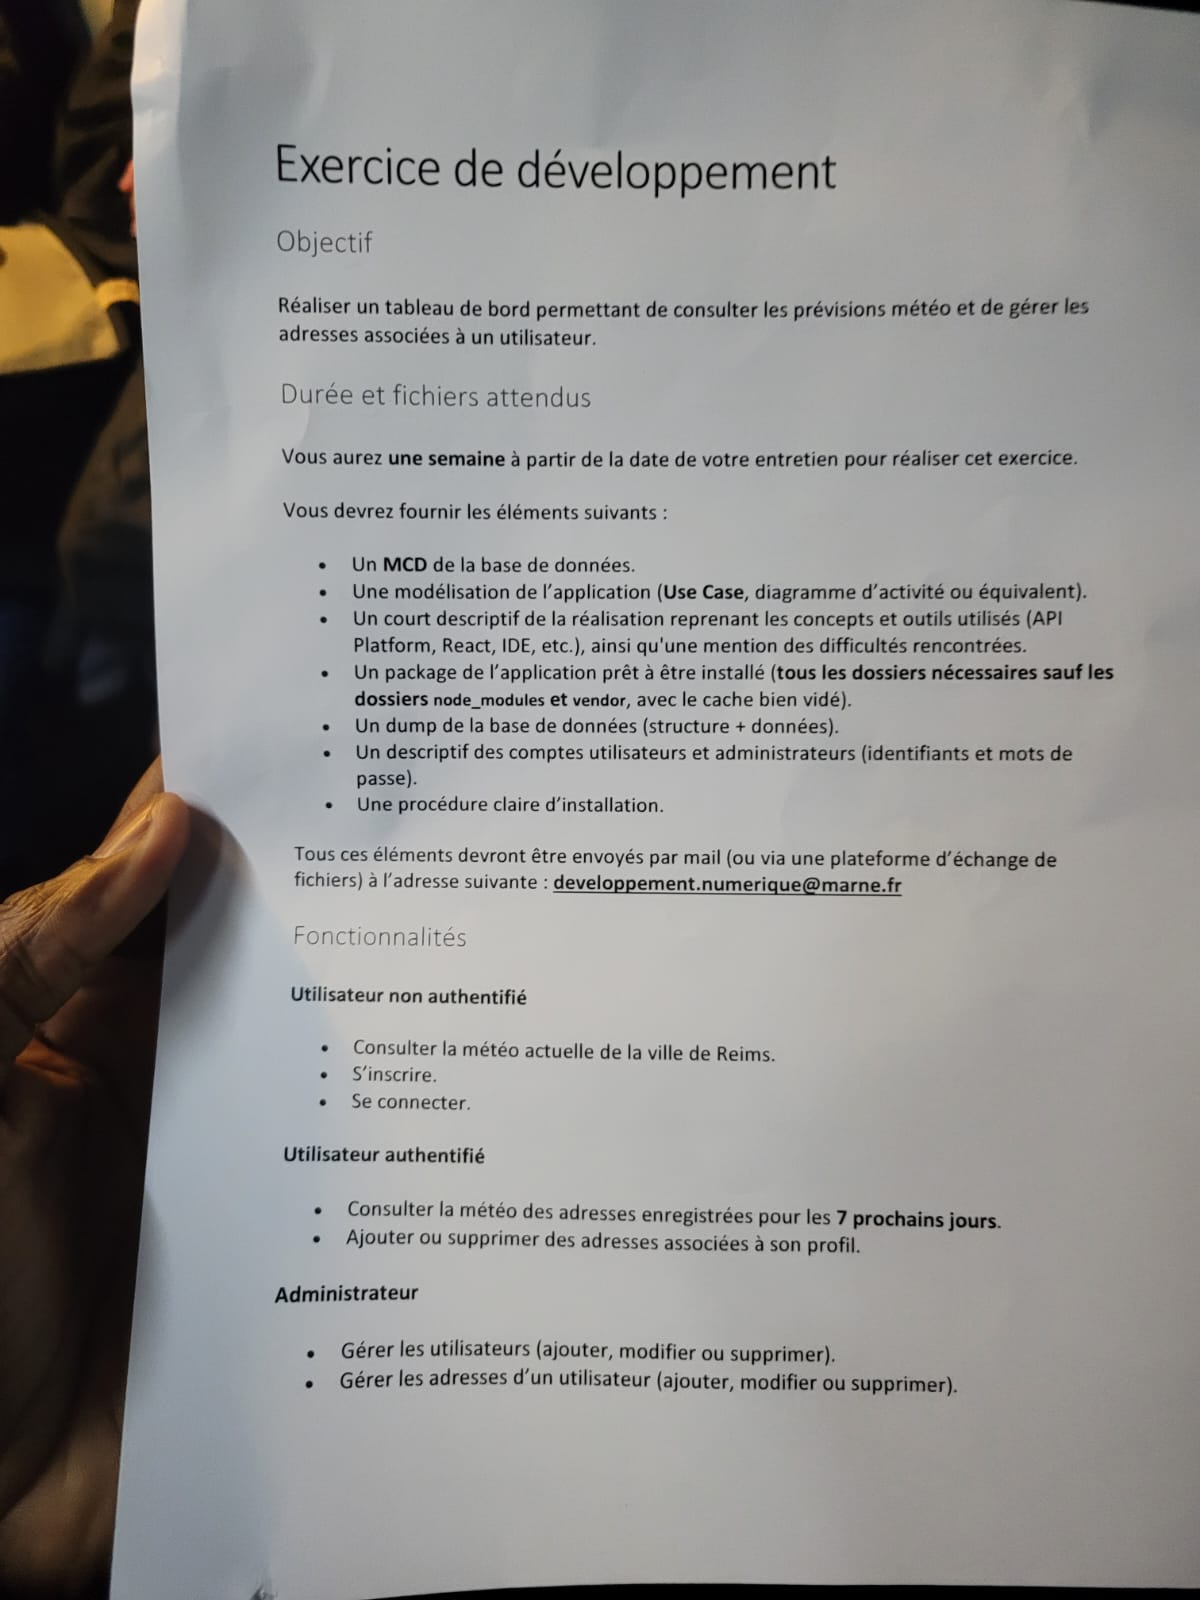 Exercice de développement
Objectif
Réaliser un tableau de bord permettant de consulter les prévisions météo et de gérer les
adresses associées à un utilisateur.
Durée et fichiers attendus
Vous aurez une semaine à partir de la date de votre entretien pour réaliser cet exercice.
Vous devrez fournir les éléments suivants :
• Un MCD de la base de données.
• Une modélisation de l'application (Use Case, diagramme d'activité ou équivalent).
• Un court descriptif de la réalisation reprenant les concepts et outils utilisés (API
Platform, React, IDE, etc.), ainsi qu'une mention des difficultés rencontrées.
• Un package de l'application prêt à être installé (tous les dossiers nécessaires sauf les
dossiers node_modules et vendor, avec le cache bien vidé).
• Un dump de la base de données (structure + données).
• Un descriptif des comptes utilisateurs et administrateurs (identifiants et mots de
passe).
• Une procédure claire d'installation.
Tous ces éléments devront être envoyés par mail (ou via une plateforme d'échange de
fichiers) à l'adresse suivante : developpement.numerique@marne.fr
Fonctionnalités
Utilisateur non authentifié
• Consulter la météo actuelle de la ville de Reims.
• S'inscrire.
• Se connecter.
Utilisateur authentifié
• Consulter la météo des adresses enregistrées pour les 7 prochains jours.
• Ajouter ou supprimer des adresses associées à son profil.
Administrateur
• Gérer les utilisateurs (ajouter, modifier ou supprimer).
• Gérer les adresses d'un utilisateur (ajouter, modifier ou supprimer).